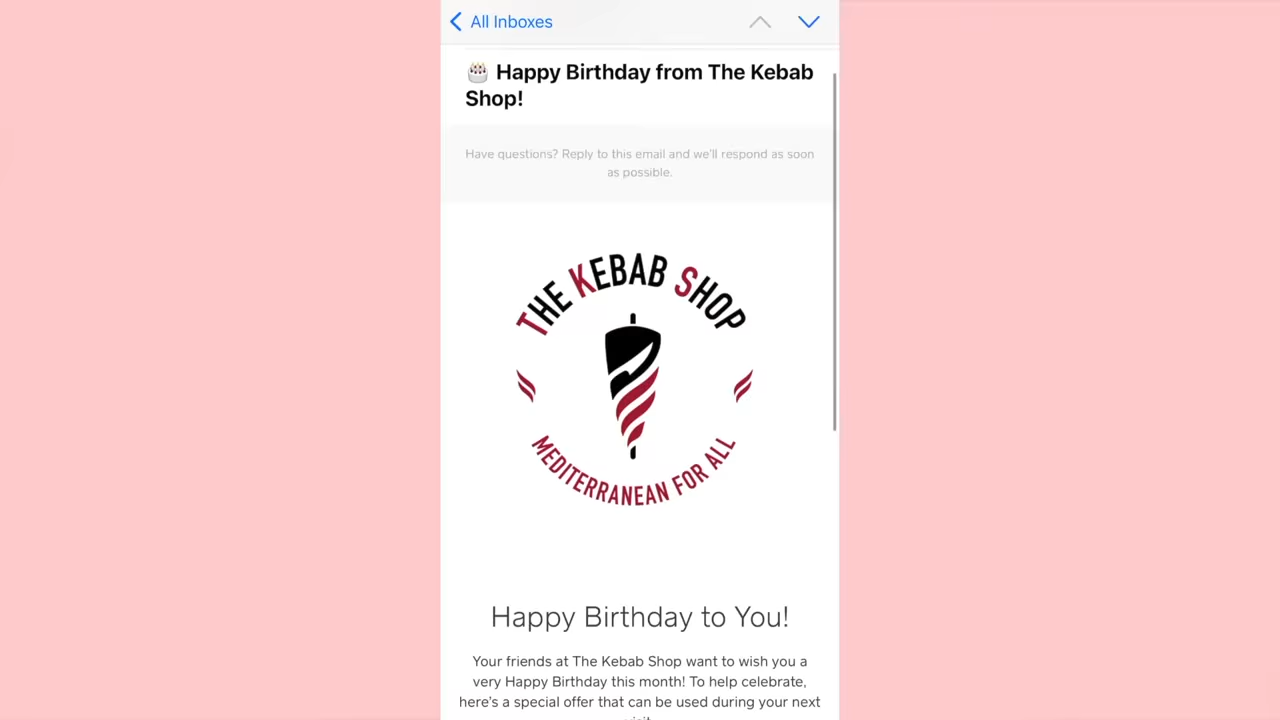 All Inboxes
Happy Birthday from The Kebab
Shop!
Have questions? Reply to this email and we'll respond as soon
as possible.
THE KEBAB SHOP
MEDITERRANEAN FOR ALL
Happy Birthday to You!
Your friends at The Kebab Shop want to wish you a
very Happy Birthday this month! To help celebrate,
here's a special offer that can be used during your next